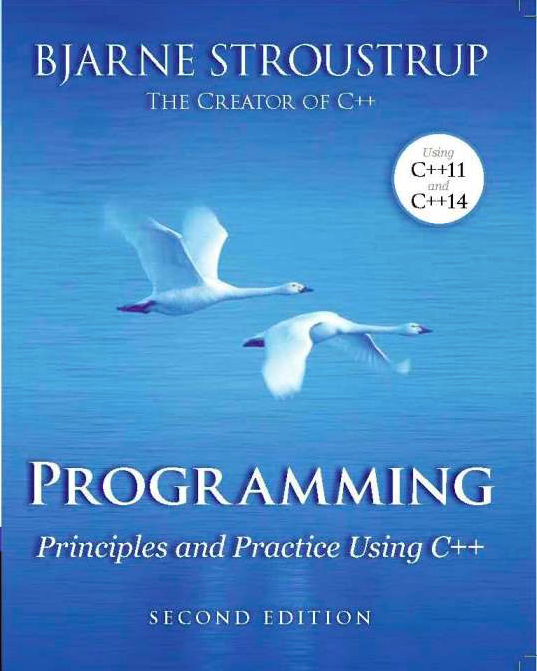 BJARNE STROUSTRUP
THE CREATOR OF C++
Using
C++11
and
C++14
PROGRAMMING
Principles and Practice Using C++
SECOND EDITION